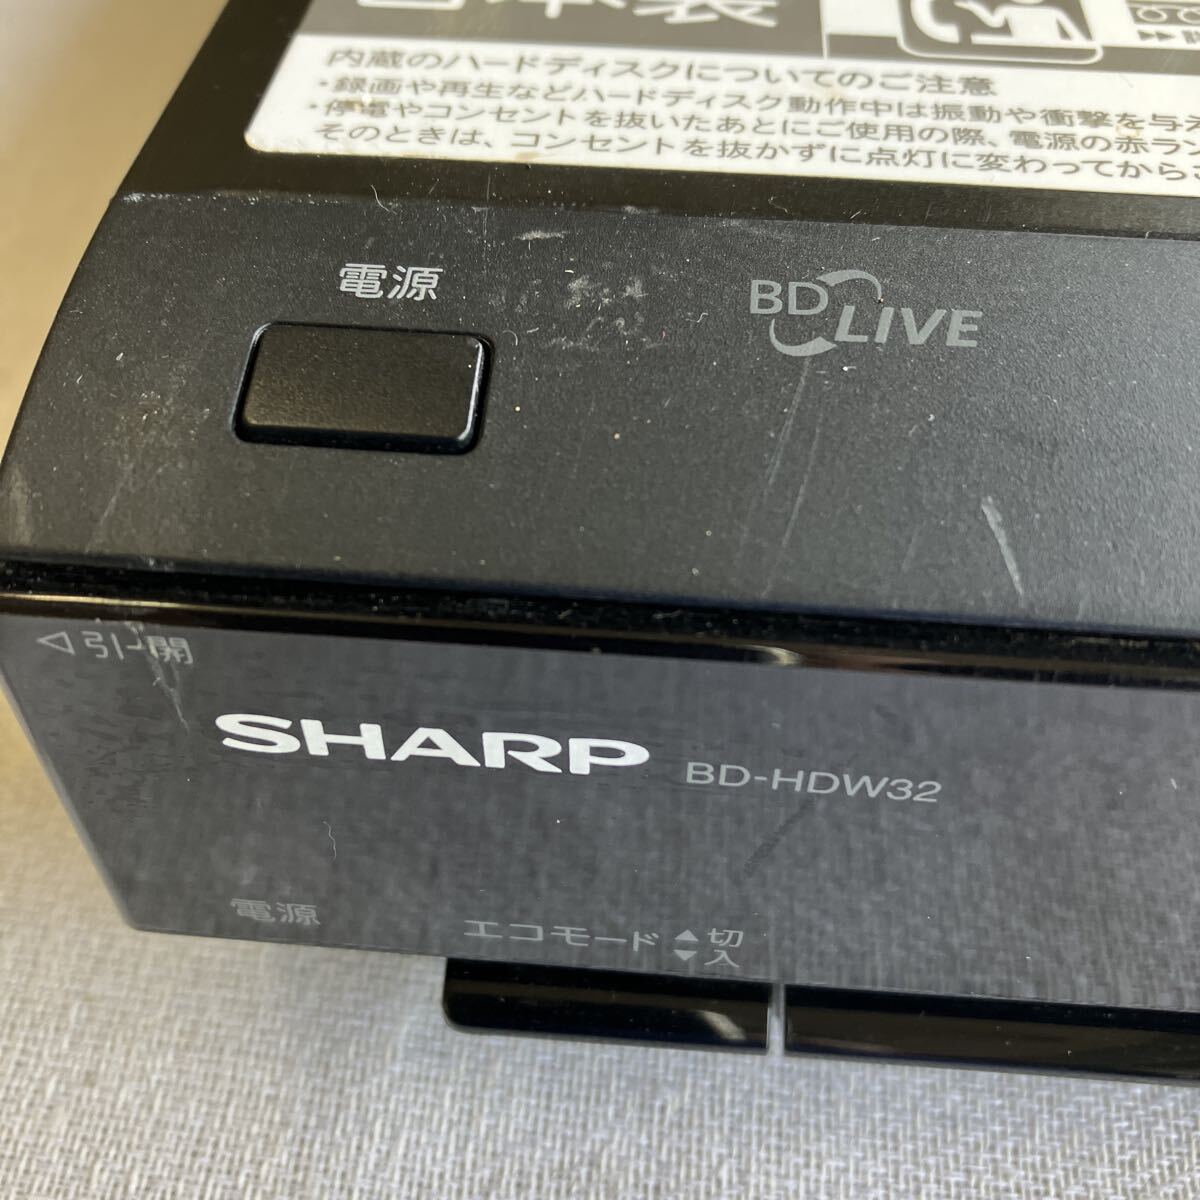 日本製
内蔵のハードディスクについてのご注意
・録画や再生などハードディスク動作中は振動や衝撃を与え
・停電やコンセントを抜いたあとにご使用の際、電源の赤ラン
そのときは、コンセントを抜かずに点灯に変わってから
電源
BD LIVE
◁引-開
SHARP BD-HDW32
電源
エコモード ▲切
▼入